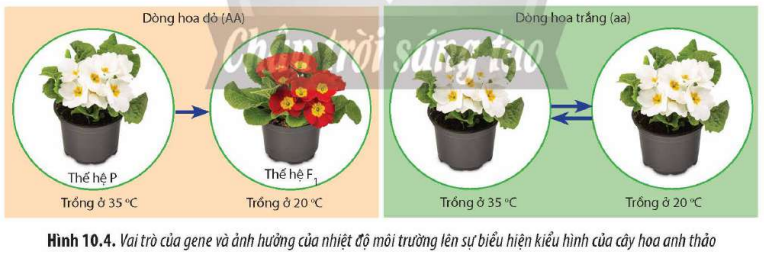 Dòng hoa đỏ (AA)
Dòng hoa trắng (aa)
Chân trời sáng tạo
Thế hệ P
Thế hệ F1
Trồng ở 35 °C
Trồng ở 20 °C
Trồng ở 35 °C
Trồng ở 20 °C
Hình 10.4. Vai trò của gene và ảnh hưởng của nhiệt độ môi trường lên sự biểu hiện kiểu hình của cây hoa anh thảo